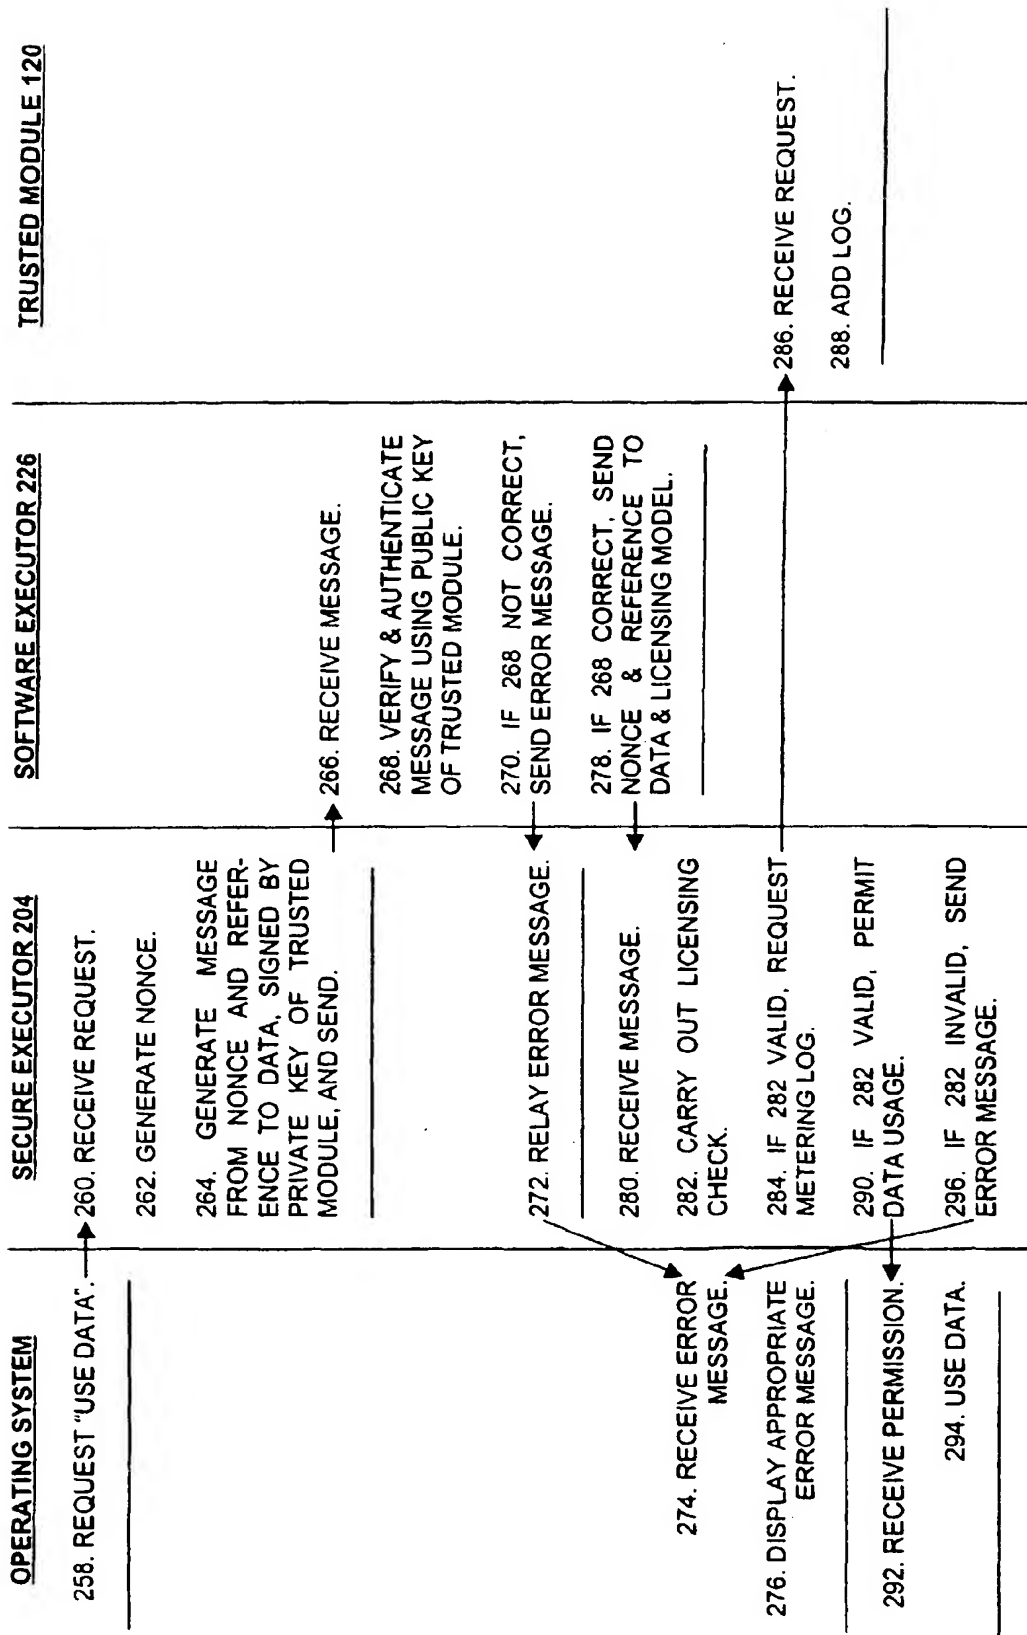 OPERATING SYSTEM
258. REQUEST "USE DATA".
274. RECEIVE ERROR
MESSAGE.
276. DISPLAY APPROPRIATE
ERROR MESSAGE.
292. RECEIVE PERMISSION.
294. USE DATA.
SECURE EXECUTOR 204
260. RECEIVE REQUEST.
262. GENERATE NONCE.
264. GENERATE MESSAGE
FROM NONCE AND REFER-
ENCE TO DATA, SIGNED BY
PRIVATE KEY OF TRUSTED
MODULE, AND SEND.
272. RELAY ERROR MESSAGE.
280. RECEIVE MESSAGE.
282. CARRY OUT LICENSING
CHECK.
284. IF 282 VALID, REQUEST
METERING LOG.
290. IF 282 VALID, PERMIT
DATA USAGE.
296. IF 282 INVALID, SEND
ERROR MESSAGE.
SOFTWARE EXECUTOR 226
266. RECEIVE MESSAGE.
268. VERIFY & AUTHENTICATE
MESSAGE USING PUBLIC KEY
OF TRUSTED MODULE.
270. IF 268 NOT CORRECT,
SEND ERROR MESSAGE.
278. IF 268 CORRECT, SEND
NONCE & REFERENCE TO
DATA & LICENSING MODEL.
TRUSTED MODULE 120
286. RECEIVE REQUEST.
288. ADD LOG.